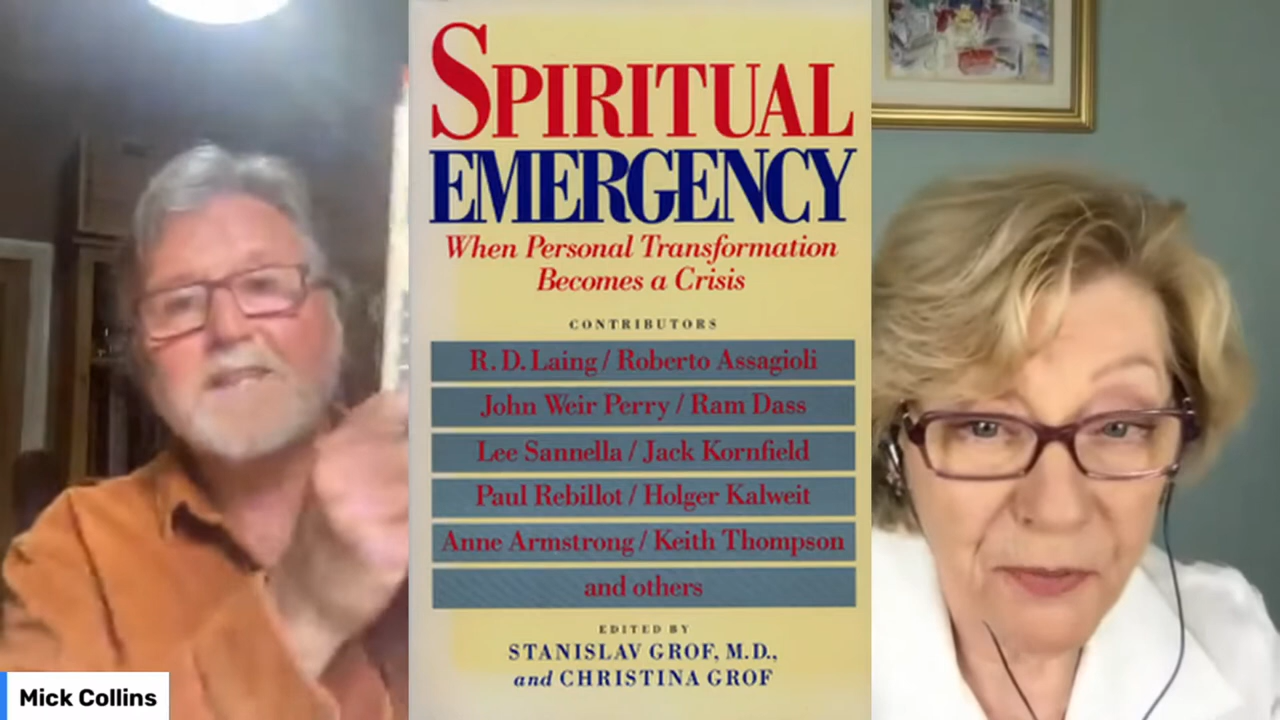 SPIRITUAL
EMERGENCY
When Personal Transformation
Becomes a Crisis
CONTRIBUTORS
R. D. Laing / Roberto Assagioli
John Weir Perry / Ram Dass
Lee Sannella / Jack Kornfield
Paul Rebillot / Holger Kalweit
Anne Armstrong / Keith Thompson
and others
EDITED BY
STANISLAV GROF, M.D.,
and CHRISTINA GROF
Mick Collins